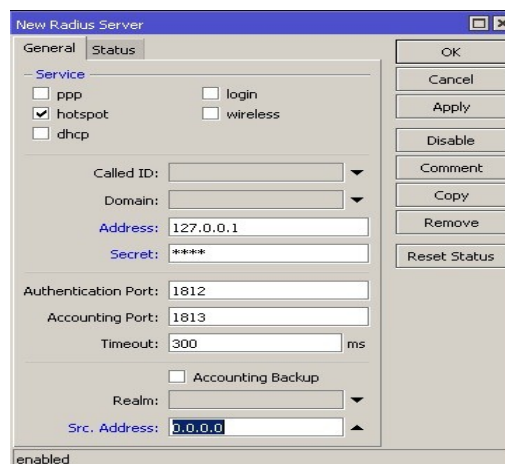 New Radius Server
General Status
Service
ppp login
hotspot wireless
dhcp
Called ID:
Domain:
Address: 127.0.0.1
Secret: ****
Authentication Port: 1812
Accounting Port: 1813
Timeout: 300 ms
Accounting Backup
Realm:
Src. Address: 0.0.0.0
OK
Cancel
Apply
Disable
Comment
Copy
Remove
Reset Status
enabled